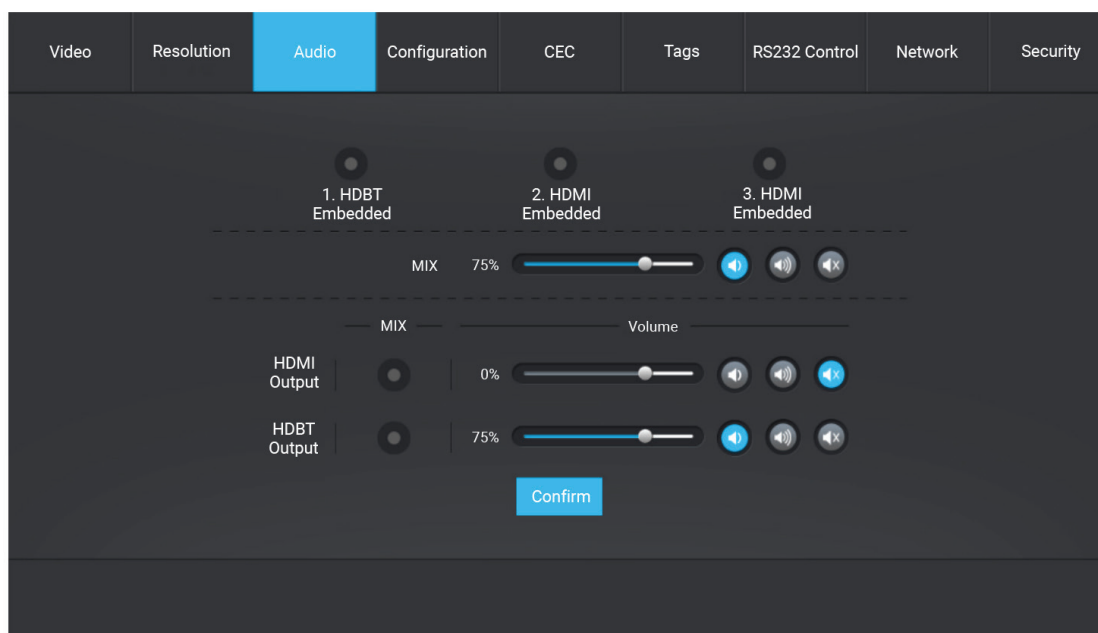 Video Resolution Audio Configuration CEC Tags RS232 Control Network Security
1. HDBT Embedded
2. HDMI Embedded
3. HDMI Embedded
MIX 75%
MIX Volume
HDMI Output 0%
HDBT Output 75%
Confirm